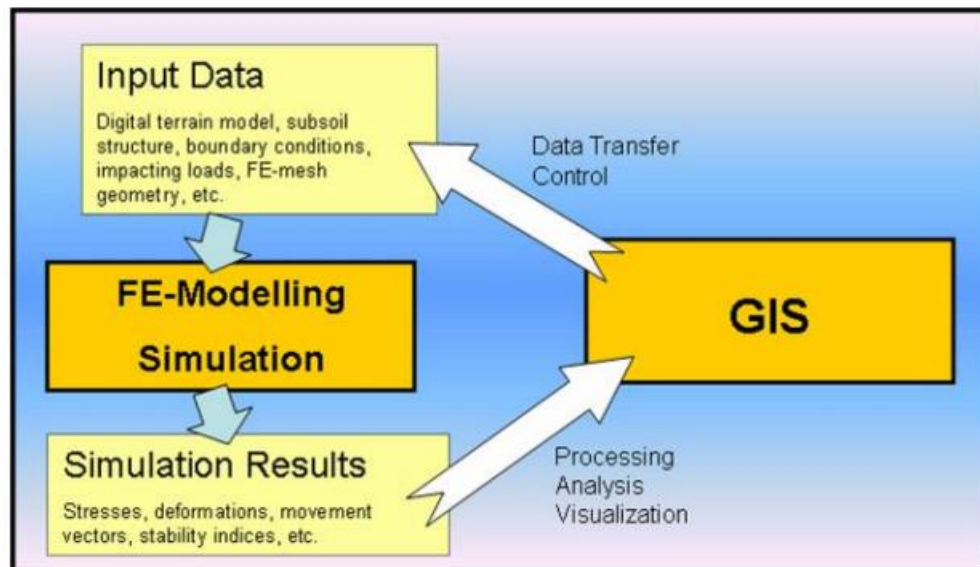 Input Data
Digital terrain model, subsoil
structure, boundary conditions,
impacting loads, FE-mesh
geometry, etc.
Data Transfer
Control
FE-Modelling
Simulation
GIS
Simulation Results
Stresses, deformations, movement
vectors, stability indices, etc.
Processing
Analysis
Visualization